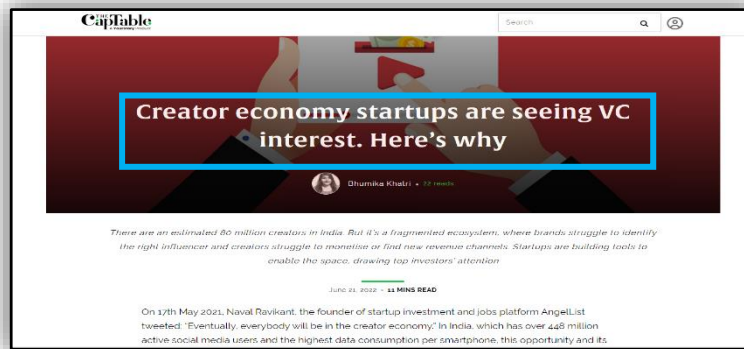 THE
CapTable
Search
Creator economy startups are seeing VC
interest. Here's why
Bhumika Khatri • 72 reads
There are an estimated 80 million creators in India. But it's a fragmented ecosystem, where brands struggle to identify
the right influencer and creators struggle to monetise or find new revenue channels. Startups are building tools to
enable the space, drawing top investors' attention
June 21, 2022 • 11 MINS READ
On 17th May 2021, Naval Ravikant, the founder of startup investment and jobs platform AngelList
tweeted: "Eventually, everybody will be in the creator economy." In India, which has over 448 million
active social media users and the highest data consumption per smartphone, this opportunity and its